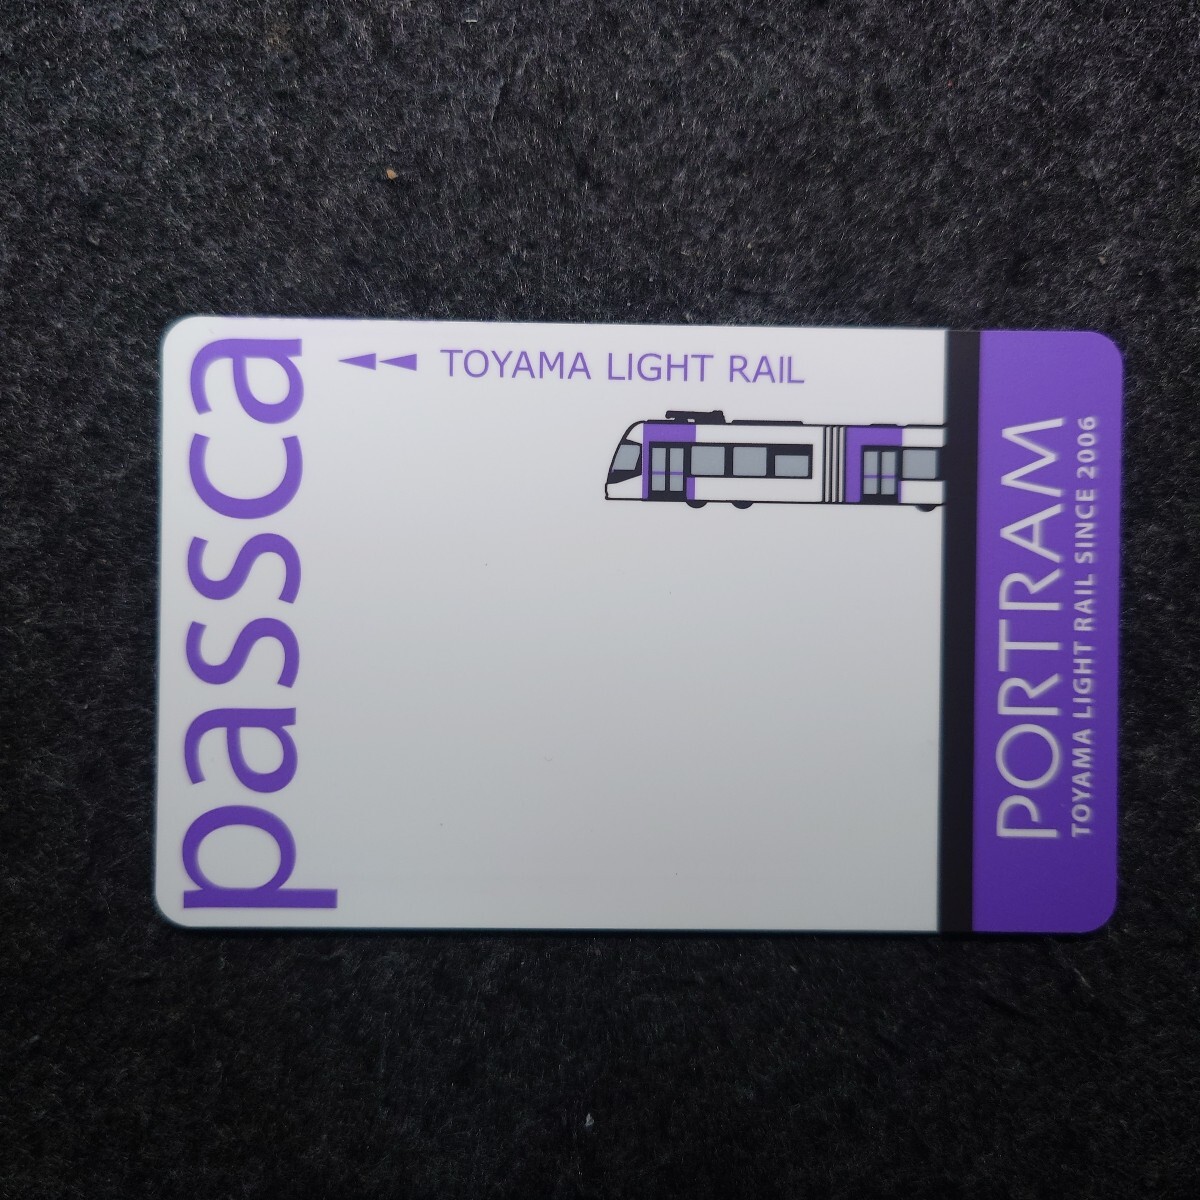 passca
TOYAMA LIGHT RAIL
PORTRAM
TOYAMA LIGHT RAIL SINCE 2006